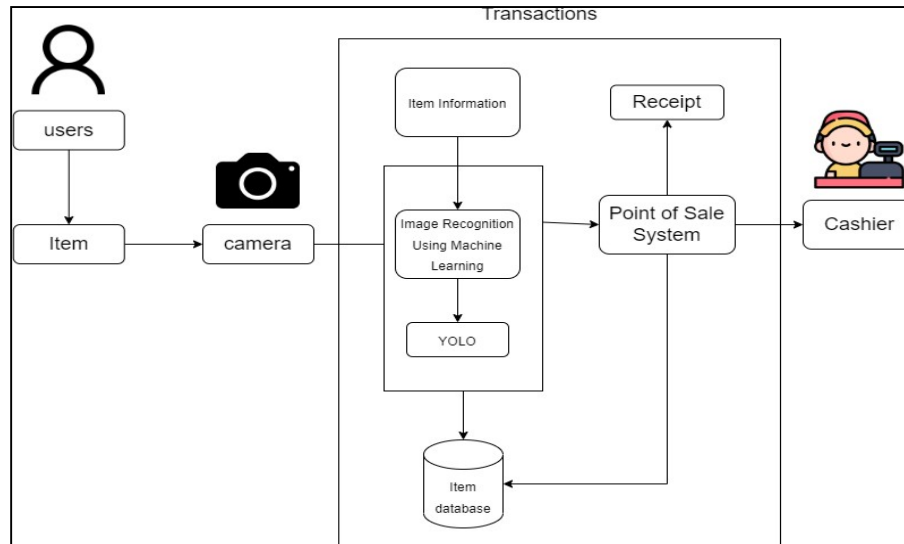 Transactions
users
Item
camera
Item Information
Image Recognition
Using Machine
Learning
YOLO
Item
database
Receipt
Point of Sale
System
Cashier